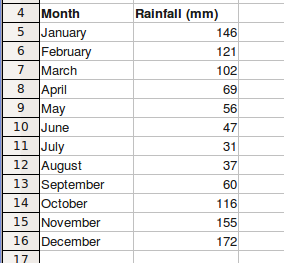 4 Month Rainfall (mm)
5 January 146
6 February 121
7 March 102
8 April 69
9 May 56
10 June 47
11 July 31
12 August 37
13 September 60
14 October 116
15 November 155
16 December 172
17